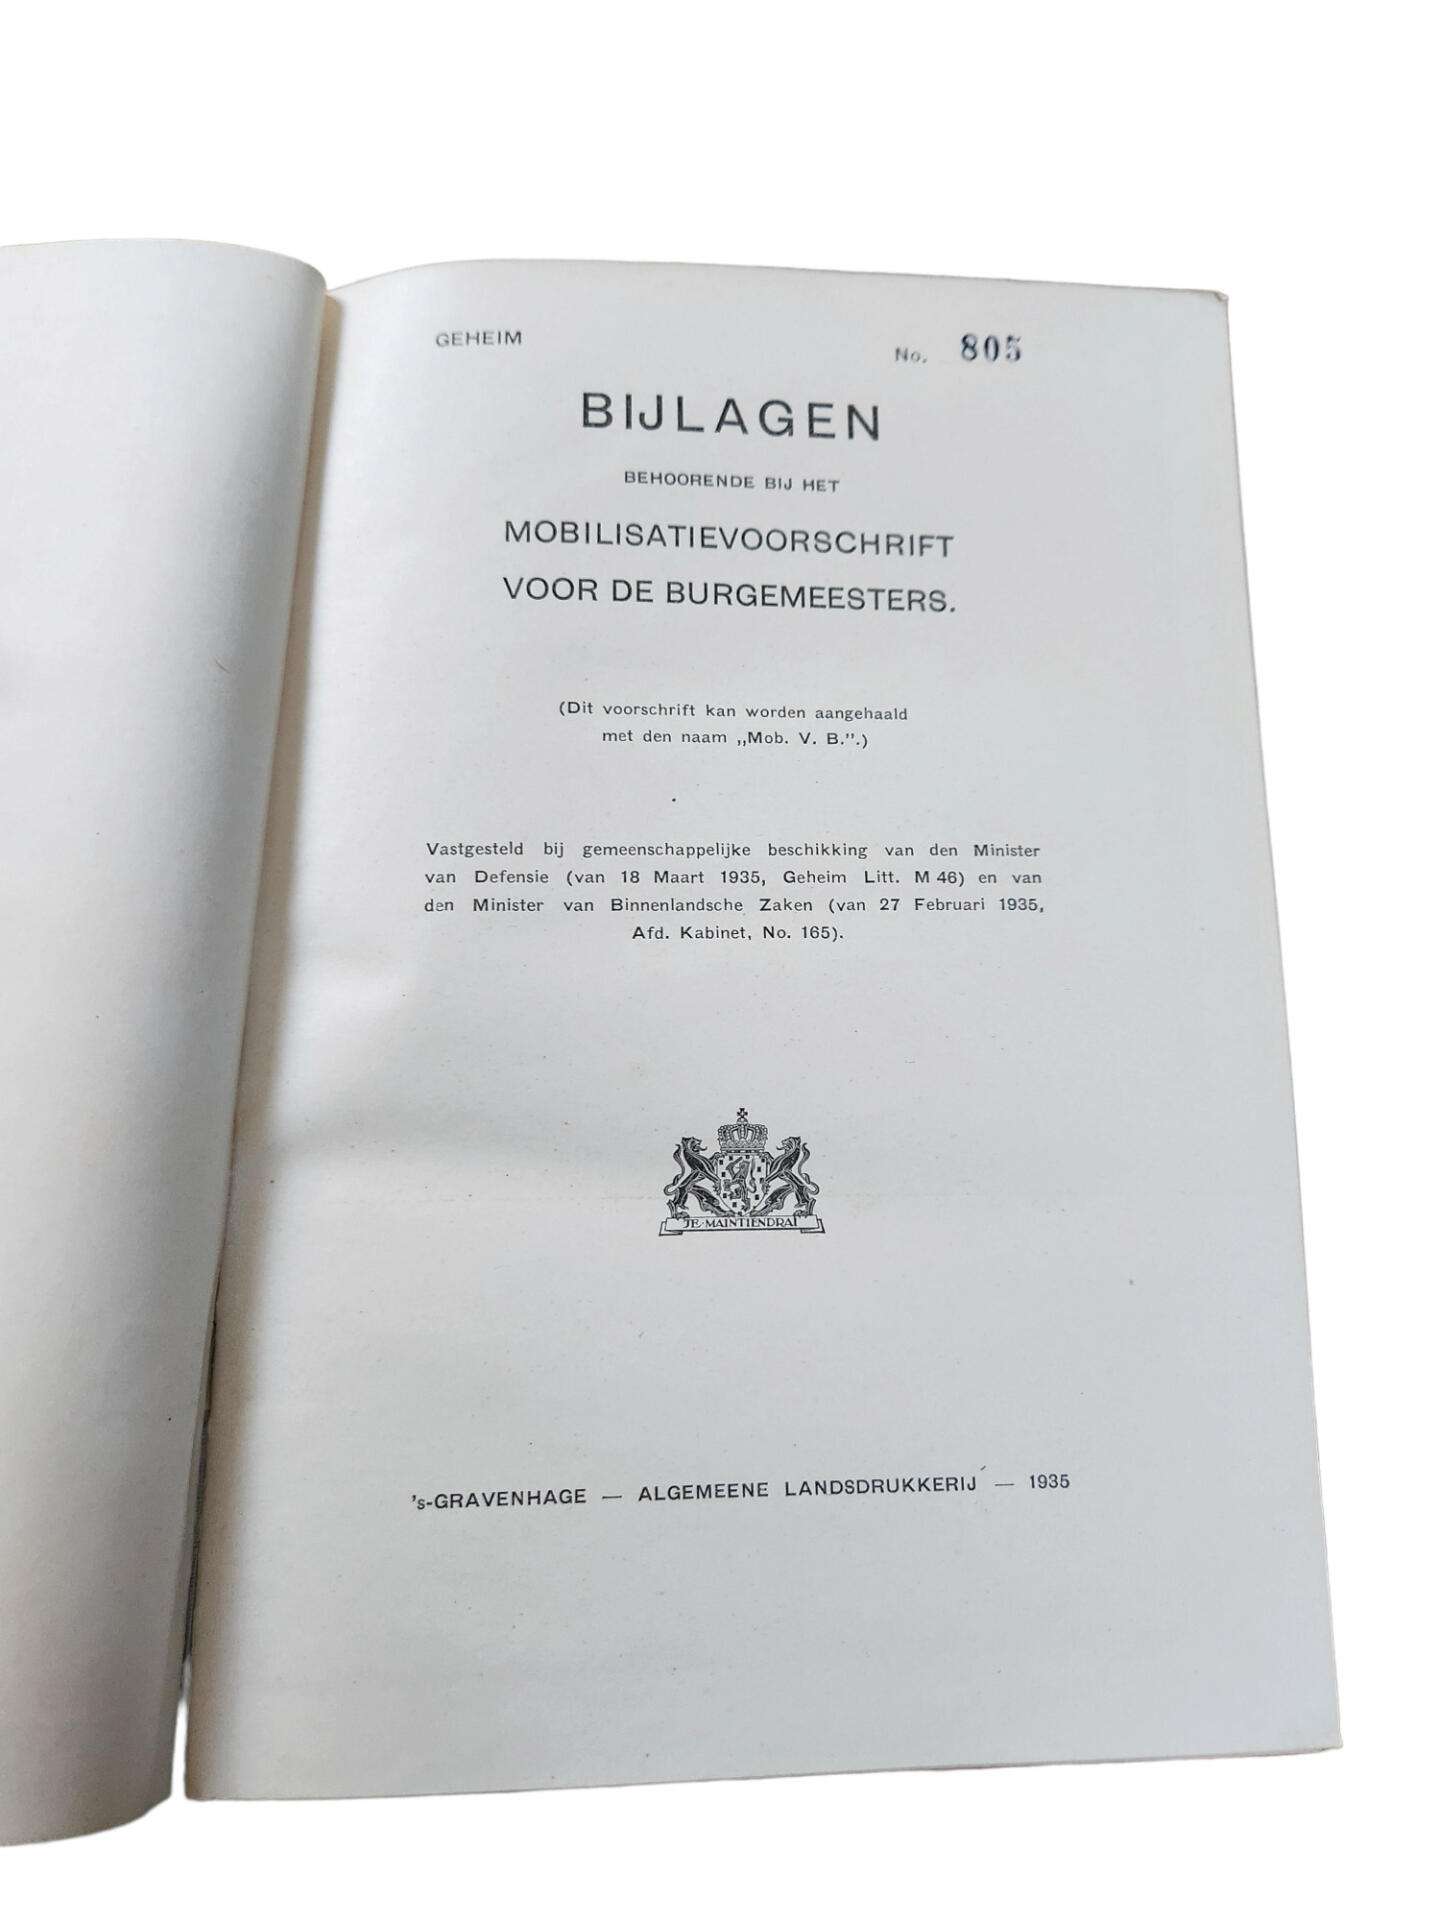 GEHEIM
No. 805
BIJLAGEN
BEHOORENDE BIJ HET
MOBILISATIEVOORSCHRIFT
VOOR DE BURGEMEESTERS.
(Dit voorschrift kan worden aangehaald
met den naam „Mob. V. B.”.)
Vastgesteld bij gemeenschappelijke beschikking van den Minister
van Defensie (van 18 Maart 1935, Geheim Litt. M 46) en van
den Minister van Binnenlandsche Zaken (van 27 Februari 1935,
Afd. Kabinet, No. 165).
JE·MAINTIENDRAI
's-GRAVENHAGE — ALGEMEENE LANDSDRUKKERIJ — 1935